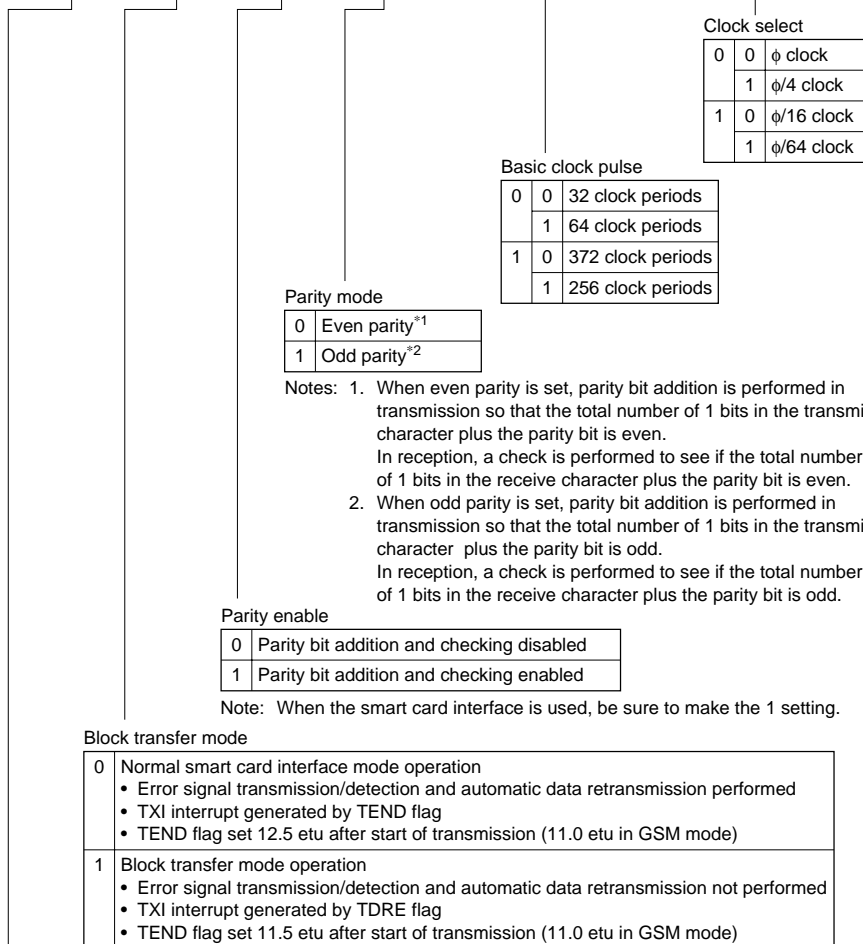 Clock select
0 0 ϕ clock
1 ϕ/4 clock
1 0 ϕ/16 clock
1 ϕ/64 clock
Basic clock pulse
0 0 32 clock periods
1 64 clock periods
1 0 372 clock periods
1 256 clock periods
Parity mode
0 Even parity*1
1 Odd parity*2
Notes: 1. When even parity is set, parity bit addition is performed in
transmission so that the total number of 1 bits in the
character plus the parity bit is even.
In reception, a check is performed to see if the total number
of 1 bits in the receive character plus the parity bit is even.
2. When odd parity is set, parity bit addition is performed in
transmission so that the total number of 1 bits in the
character plus the parity bit is odd.
In reception, a check is performed to see if the total number
of 1 bits in the receive character plus the parity bit is odd.
Parity enable
0 Parity bit addition and checking disabled
1 Parity bit addition and checking enabled
Note: When the smart card interface is used, be sure to make the 1 setting.
Block transfer mode
0 Normal smart card interface mode operation
• Error signal transmission/detection and automatic data retransmission performed
• TXI interrupt generated by TEND flag
• TEND flag set 12.5 etu after start of transmission (11.0 etu in GSM mode)
1 Block transfer mode operation
• Error signal transmission/detection and automatic data retransmission not performed
• TXI interrupt generated by TDRE flag
• TEND flag set 11.5 etu after start of transmission (11.0 etu in GSM mode)